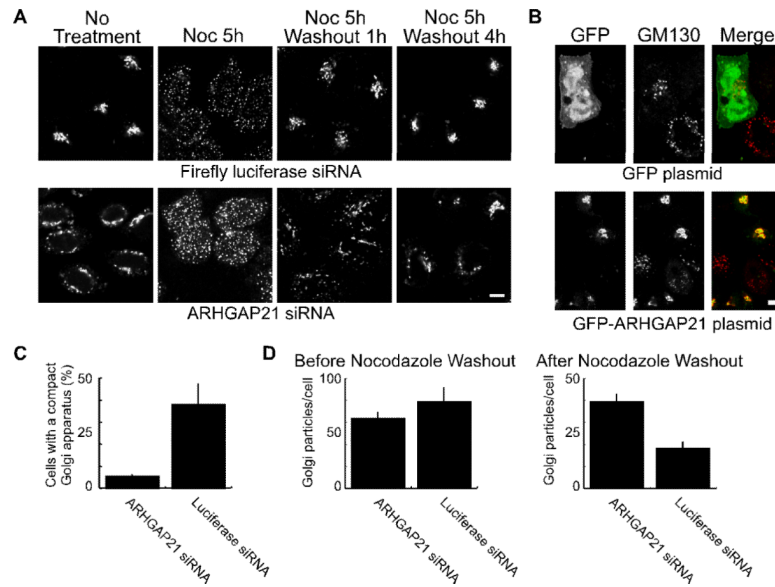 A
No Treatment
Noc 5h
Noc 5h Washout 1h
Noc 5h Washout 4h
Firefly luciferase siRNA
ARHGAP21 siRNA
B
GFP
GM130
Merge
GFP plasmid
GFP-ARHGAP21 plasmid
C
Cells with a compact
Golgi apparatus (%)
50
25
0
ARHGAP21 siRNA
Luciferase siRNA
D
Before Nocodazole Washout
Golgi particles/cell
100
50
0
ARHGAP21 siRNA
Luciferase siRNA
After Nocodazole Washout
Golgi particles/cell
50
25
0
ARHGAP21 siRNA
Luciferase siRNA